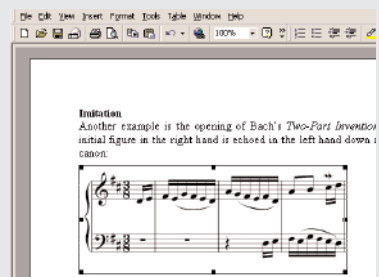 File Edit View Insert Format Tools Table Window Help
100%
Imitation
Another example is the opening of Bach's Two-Part Invention
initial figure in the right hand is echoed in the left hand down a
canon: